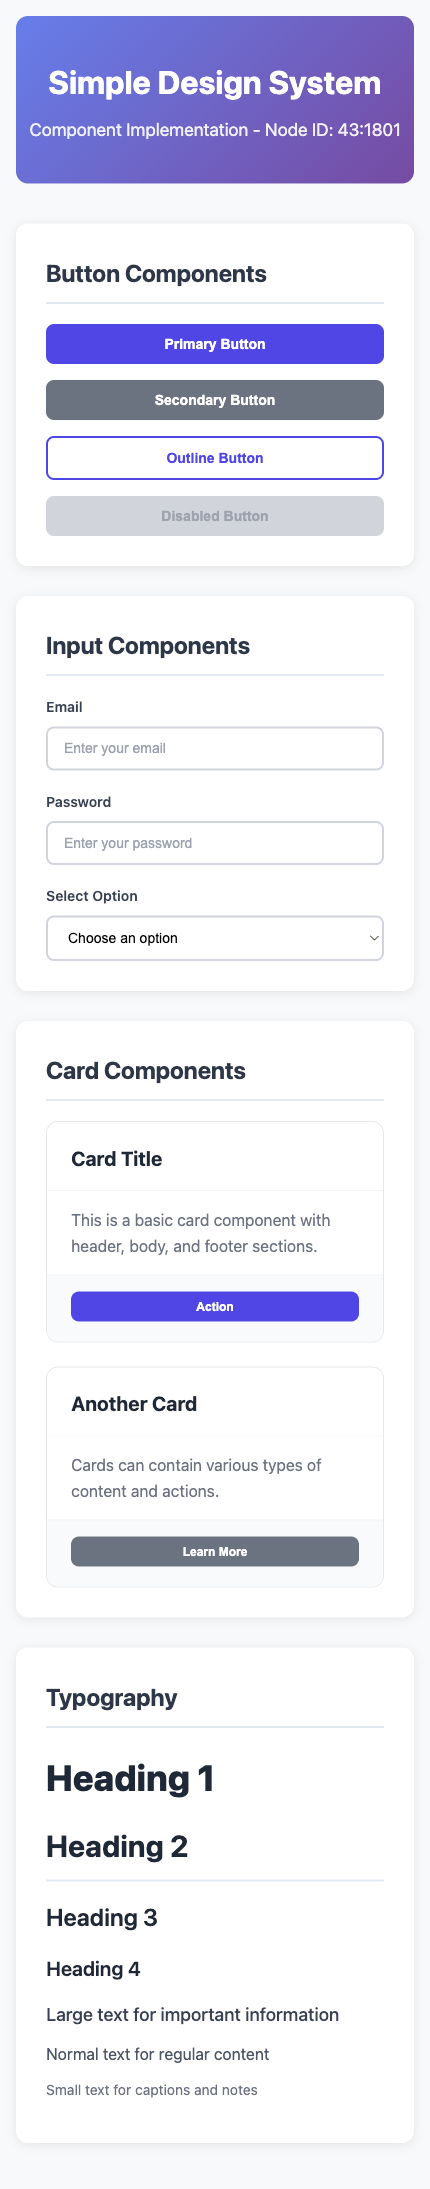 Simple Design System
Component Implementation - Node ID: 43:1801
Button Components
Primary Button
Secondary Button
Outline Button
Disabled Button
Input Components
Email
Enter your email
Password
Enter your password
Select Option
Choose an option
Card Components
Card Title
This is a basic card component with
header, body, and footer sections.
Action
Another Card
Cards can contain various types of
content and actions.
Learn More
Typography
Heading 1
Heading 2
Heading 3
Heading 4
Large text for important information
Normal text for regular content
Small text for captions and notes